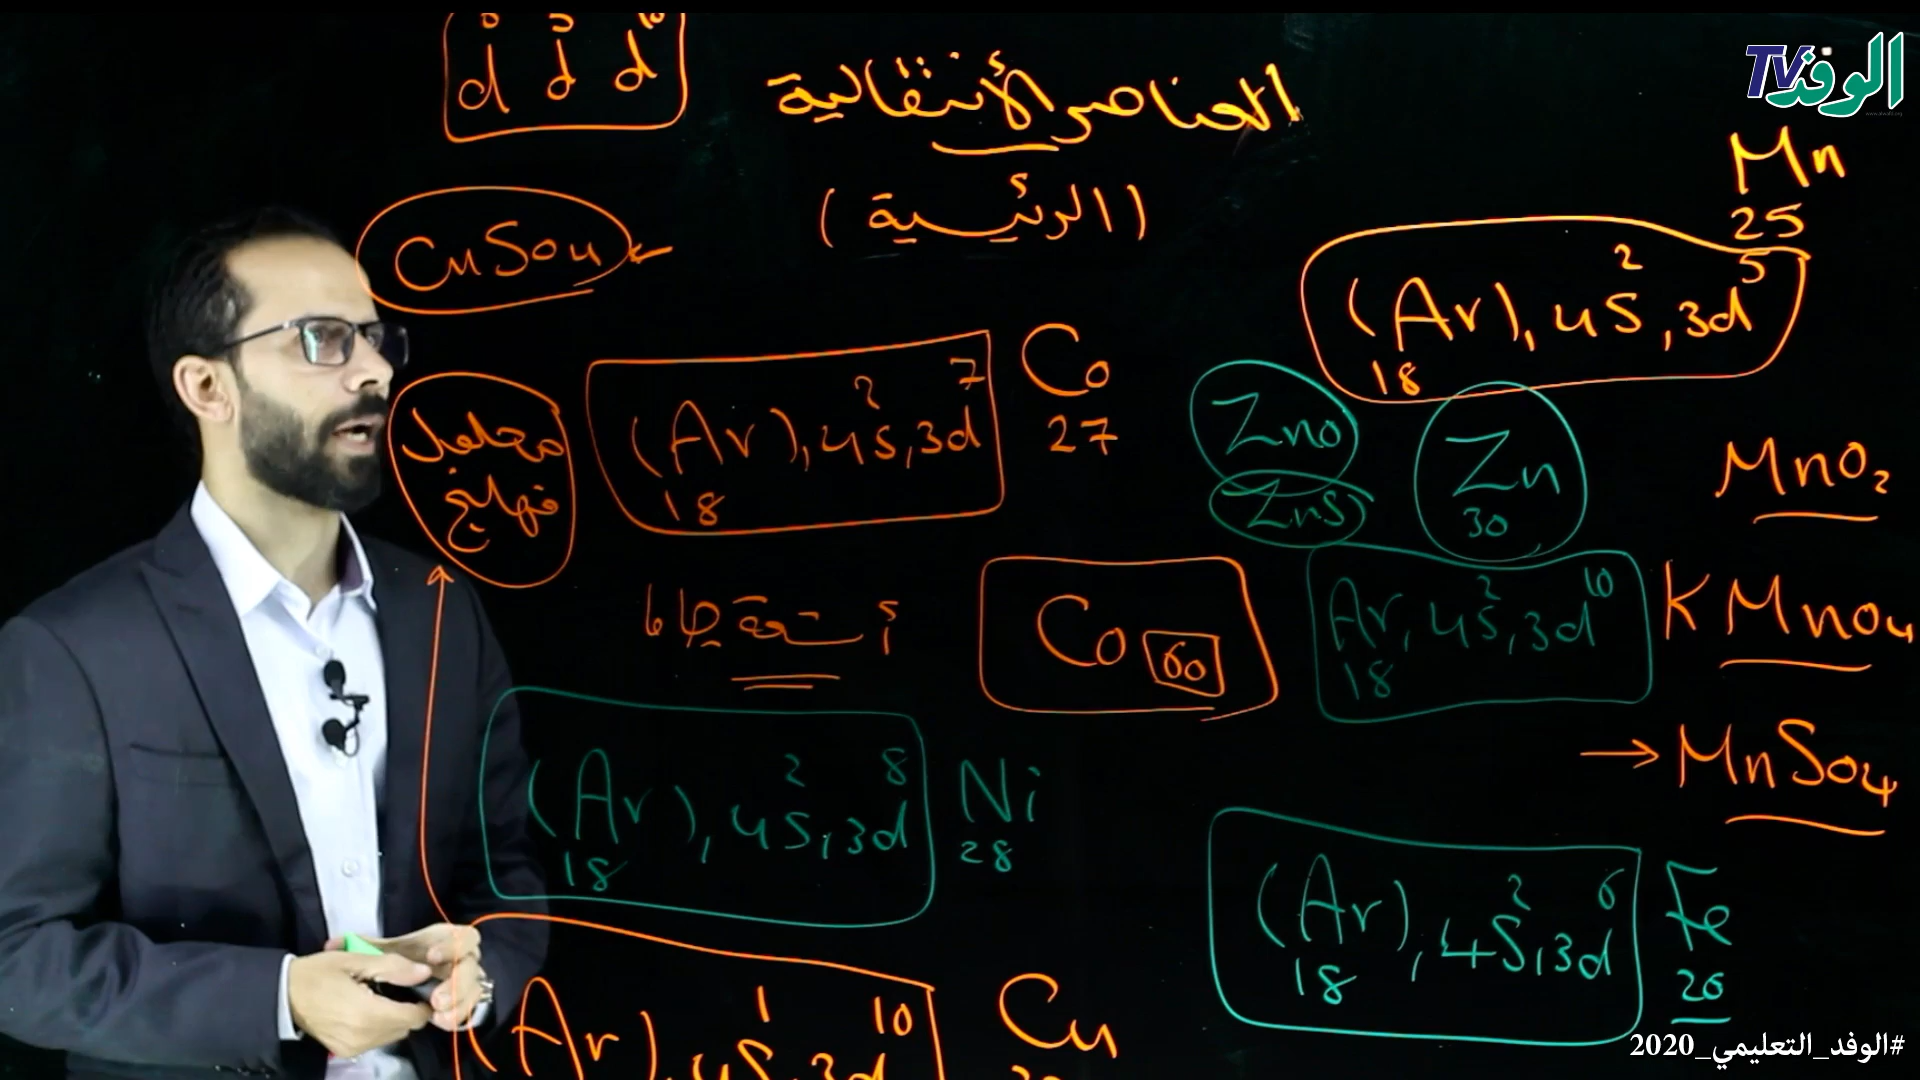 d⁰ d⁵ d¹⁰
العناصر الأنتقالية
(الرئيسية)
الوفد TV
Mn
25
(Ar), 4S², 3d⁵
18
CuSO4
Co
27
(Ar), 4S², 3d⁷
18
محلول
فهلنج
ZnO
ZnS
Zn
30
Ar, 4S², 3d¹⁰
18
MnO₂
KMnO₄
→ MnSO₄
أشعة جاما
Co 60
(Ar), 4S², 3d⁸
18
Ni
28
(Ar), 4S², 3d⁶
18
Fe
26
(Ar), 4S¹, 3d¹⁰
Cu
#الوفد_التعليمي_2020